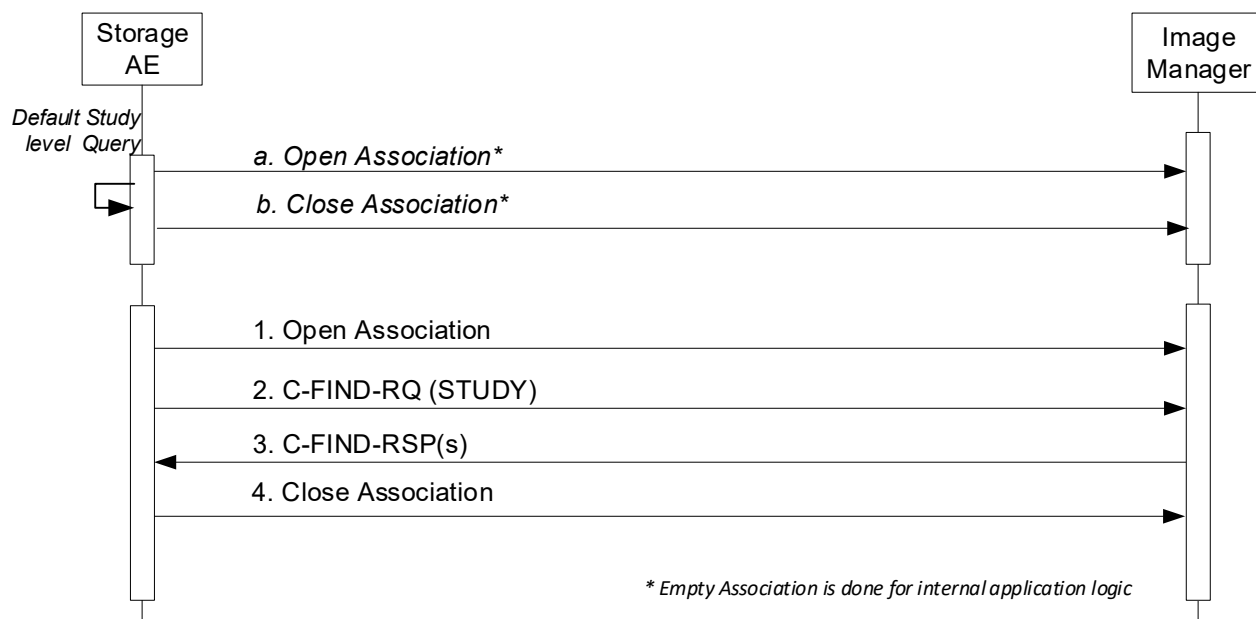 Storage
AE
Image
Manager
Default Study
level Query
a. Open Association*
b. Close Association*
1. Open Association
2. C-FIND-RQ (STUDY)
3. C-FIND-RSP(s)
4. Close Association
* Empty Association is done for internal application logic